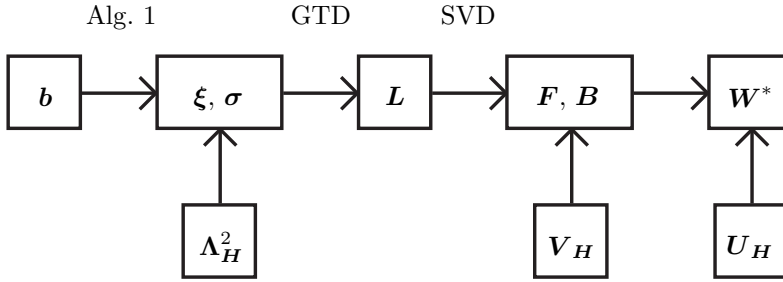 Alg. 1 GTD SVD
b ξ, σ L F, B W*
Λ²_H V_H U_H